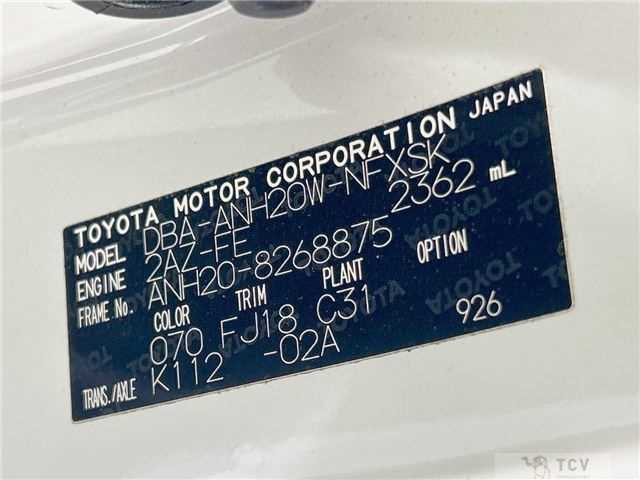 TOYOTA MOTOR CORPORATION JAPAN
MODEL DBA-ANH20W-NFXSK
ENGINE 2AZ-FE 2362 mL
FRAME No. ANH20-8268875
COLOR TRIM PLANT OPTION
070 FJ18 C31
TRANS./AXLE K112 -02A 926
TCV